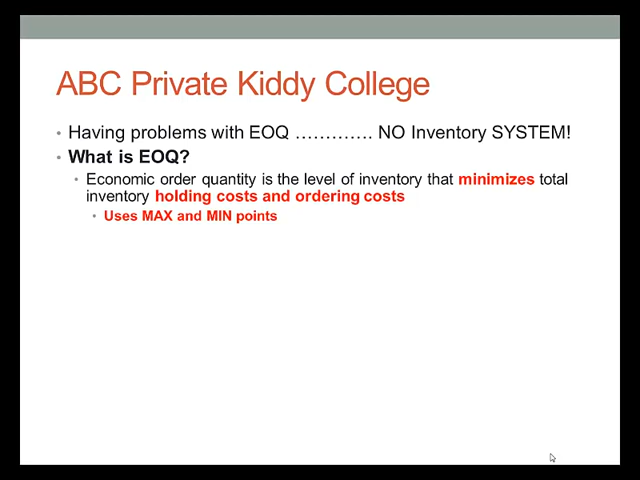 ABC Private Kiddy College
• Having problems with EOQ …………. NO Inventory SYSTEM!
• What is EOQ?
• Economic order quantity is the level of inventory that minimizes total
inventory holding costs and ordering costs
• Uses MAX and MIN points